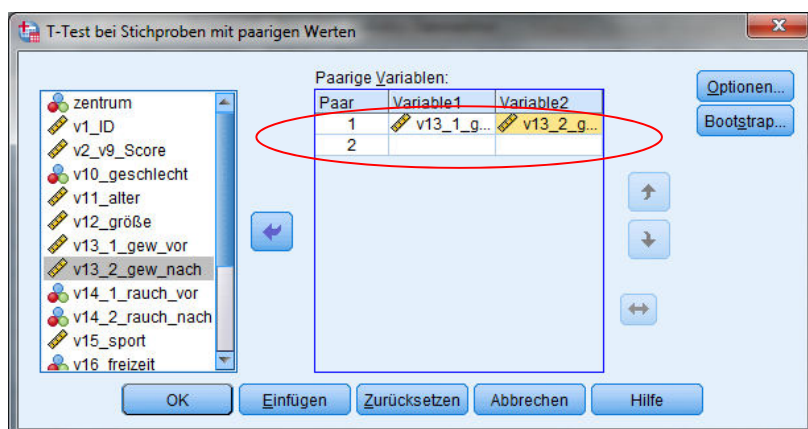 T-Test bei Stichproben mit paarigen Werten
zentrum
v1_ID
v2_v9_Score
v10_geschlecht
v11_alter
v12_größe
v13_1_gew_vor
v13_2_gew_nach
v14_1_rauch_vor
v14_2_rauch_nach
v15_sport
v16_freizeit
Paarige Variablen:
Paar Variable1 Variable2
1 v13_1_g... v13_2_g...
2
Optionen...
Bootstrap...
OK Einfügen Zurücksetzen Abbrechen Hilfe